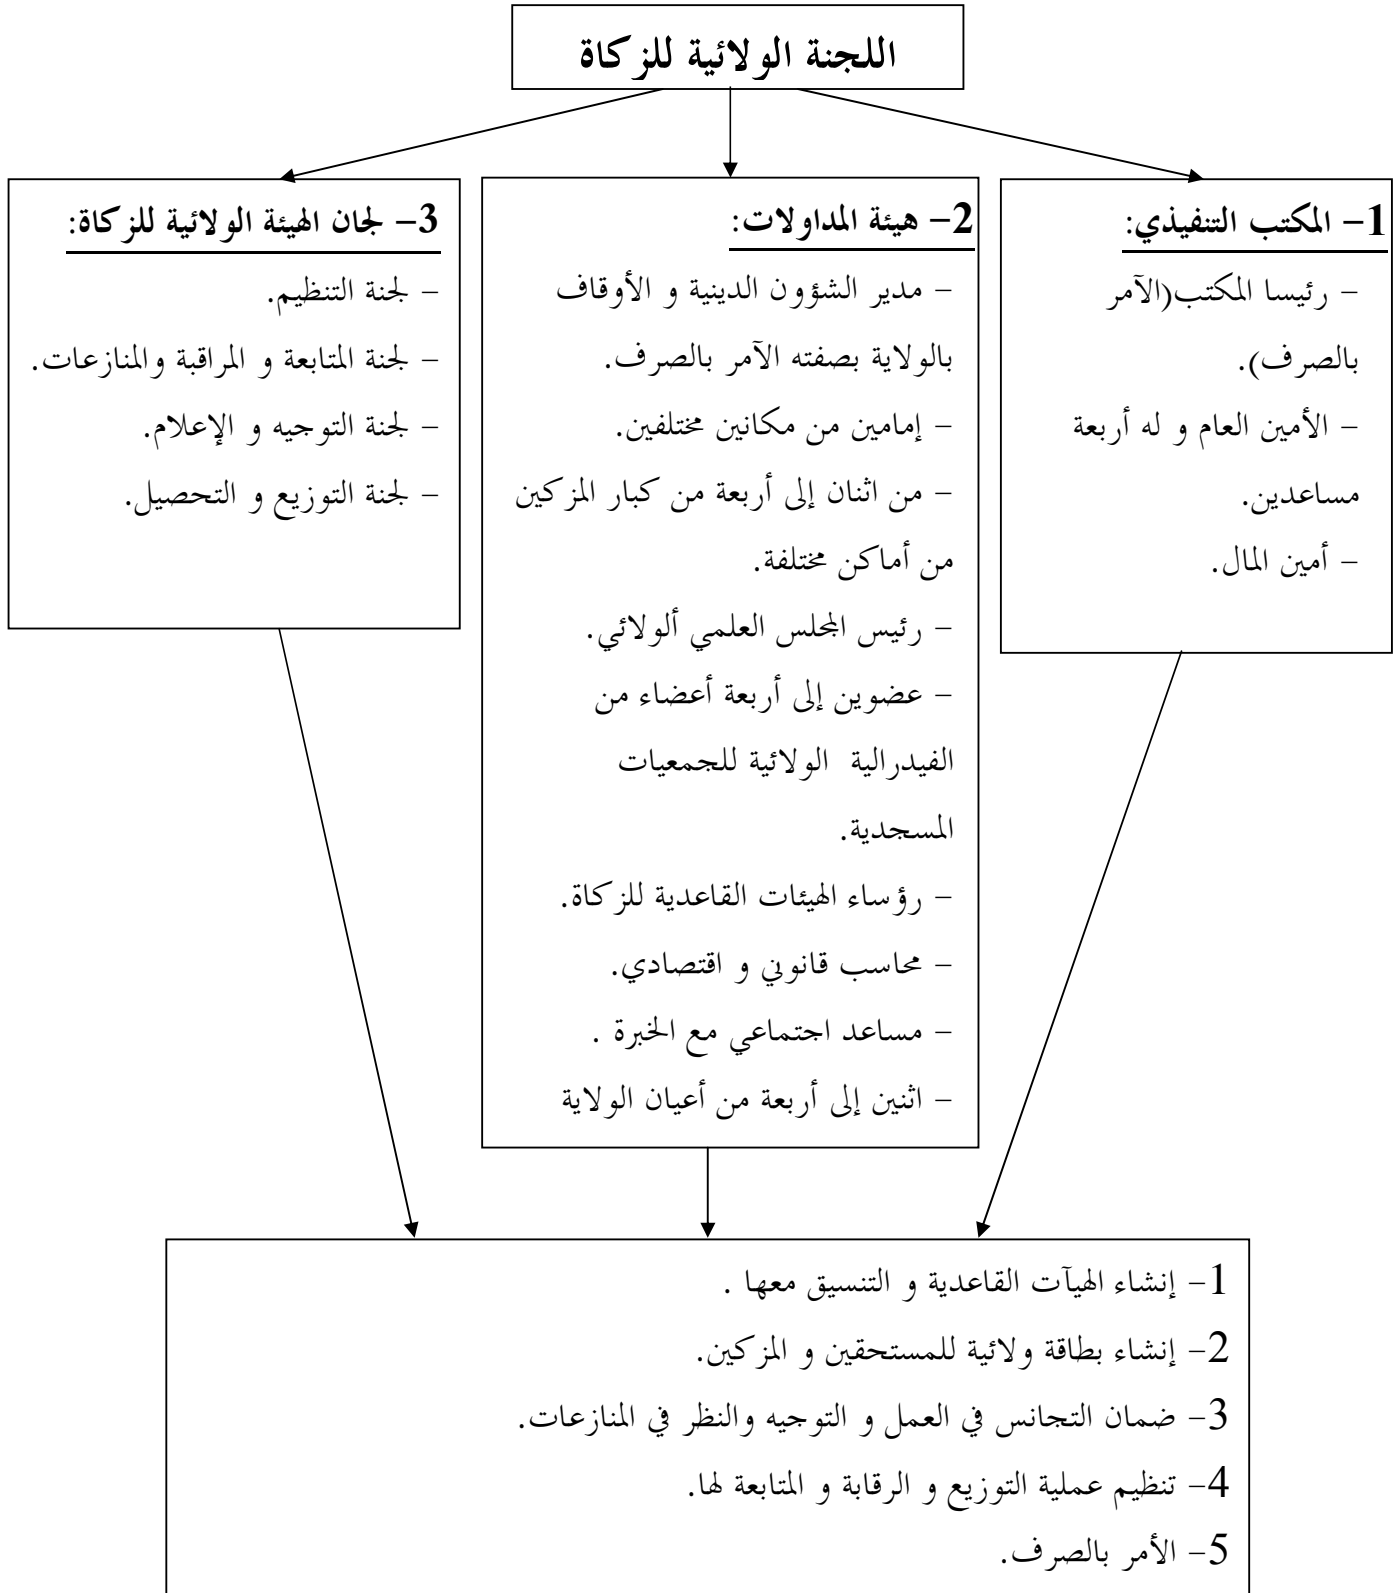 اللجنة الولائية للزكاة
1– المكتب التنفيذي:
– رئيسا المكتب(الآمر
بالصرف).
– الأمين العام و له أربعة
مساعدين.
– أمين المال.
2– هيئة المداولات:
– مدير الشؤون الدينية و الأوقاف
بالولاية بصفته الآمر بالصرف.
– إمامين من مكانين مختلفين.
– من اثنان إلى أربعة من كبار المزكين
من أماكن مختلفة.
– رئيس المجلس العلمي ألولائي.
– عضوين إلى أربعة أعضاء من
الفيدرالية الولائية للجمعيات
المسجدية.
– رؤساء الهيئات القاعدية للزكاة.
– محاسب قانوني و اقتصادي.
– مساعد اجتماعي مع الخبرة .
– اثنين إلى أربعة من أعيان الولاية
3– لجان الهيئة الولائية للزكاة:
– لجنة التنظيم.
– لجنة المتابعة و المراقبة والمنازعات.
– لجنة التوجيه و الإعلام.
– لجنة التوزيع و التحصيل.
1– إنشاء الهيآت القاعدية و التنسيق معها .
2– إنشاء بطاقة ولائية للمستحقين و المزكين.
3– ضمان التجانس في العمل و التوجيه والنظر في المنازعات.
4– تنظيم عملية التوزيع و الرقابة و المتابعة لها.
5– الأمر بالصرف.